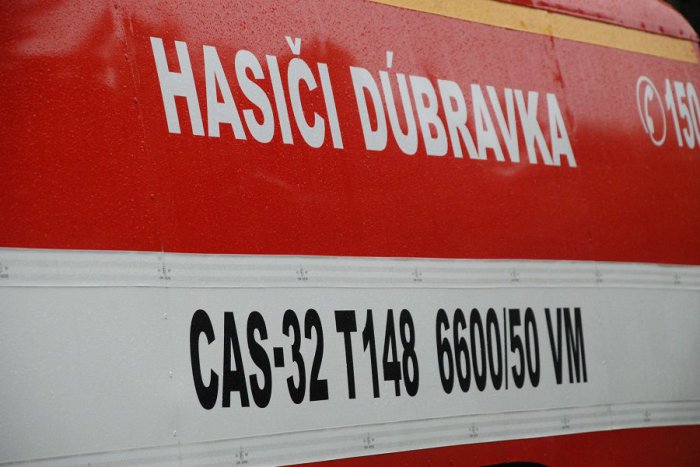 HASIČI DÚBRAVKA 150
CAS-32 T148 6600/50 VM